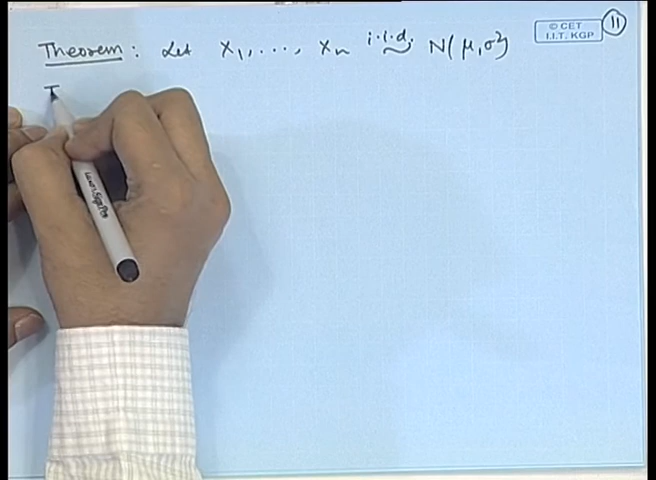 Theorem : Let X₁, ..., Xₙ i.i.d. ~ N(μ, σ²)
T
© CET
I.I.T. KGP
11